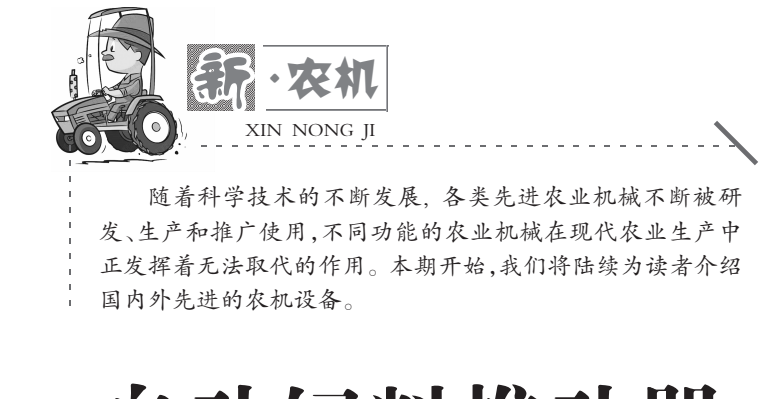 新·农机
XIN NONG JI
随着科学技术的不断发展，各类先进农业机械不断被研
发、生产和推广使用，不同功能的农业机械在现代农业生产中
正发挥着无法取代的作用。本期开始，我们将陆续为读者介绍
国内外先进的农机设备。